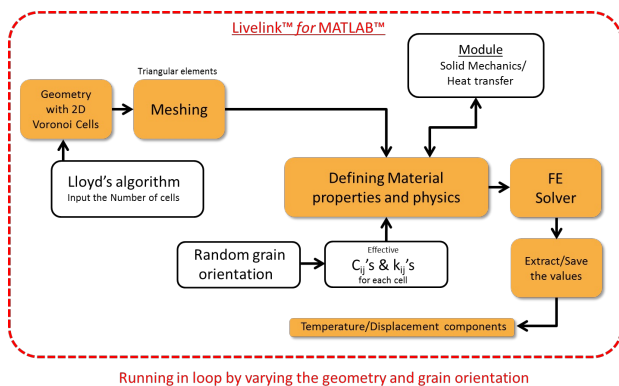 Livelink™ for MATLAB™
Triangular elements
Geometry
with 2D
Voronoi Cells
Meshing
Module
Solid Mechanics/
Heat transfer
Lloyd's algorithm
Input the Number of cells
Defining Material
properties and physics
FE
Solver
Random grain
orientation
Effective
Cij's & kij's
for each cell
Extract/Save
the values
Temperature/Displacement components
Running in loop by varying the geometry and grain orientation